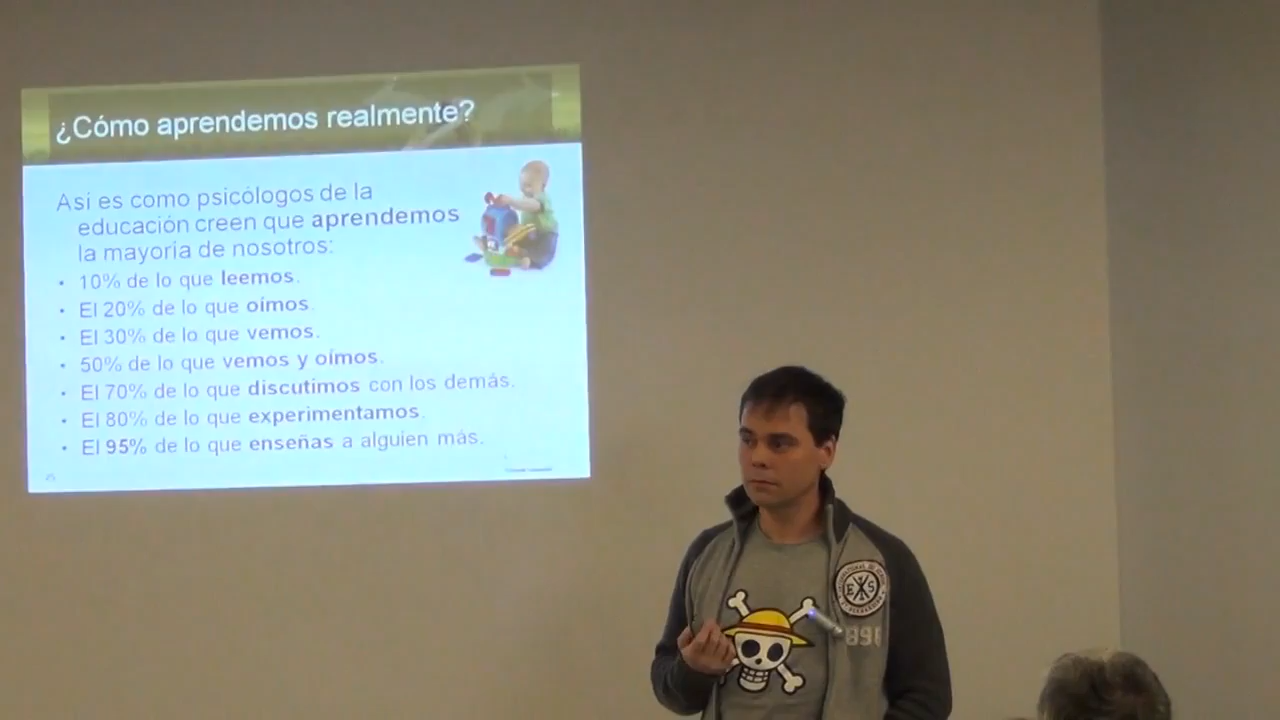 ¿Cómo aprendemos realmente?
Así es como psicólogos de la
educación creen que aprendemos
la mayoría de nosotros:
• 10% de lo que leemos.
• El 20% de lo que oímos.
• El 30% de lo que vemos.
• 50% de lo que vemos y oímos.
• El 70% de lo que discutimos con los demás.
• El 80% de lo que experimentamos.
• El 95% de lo que enseñas a alguien más.
E S